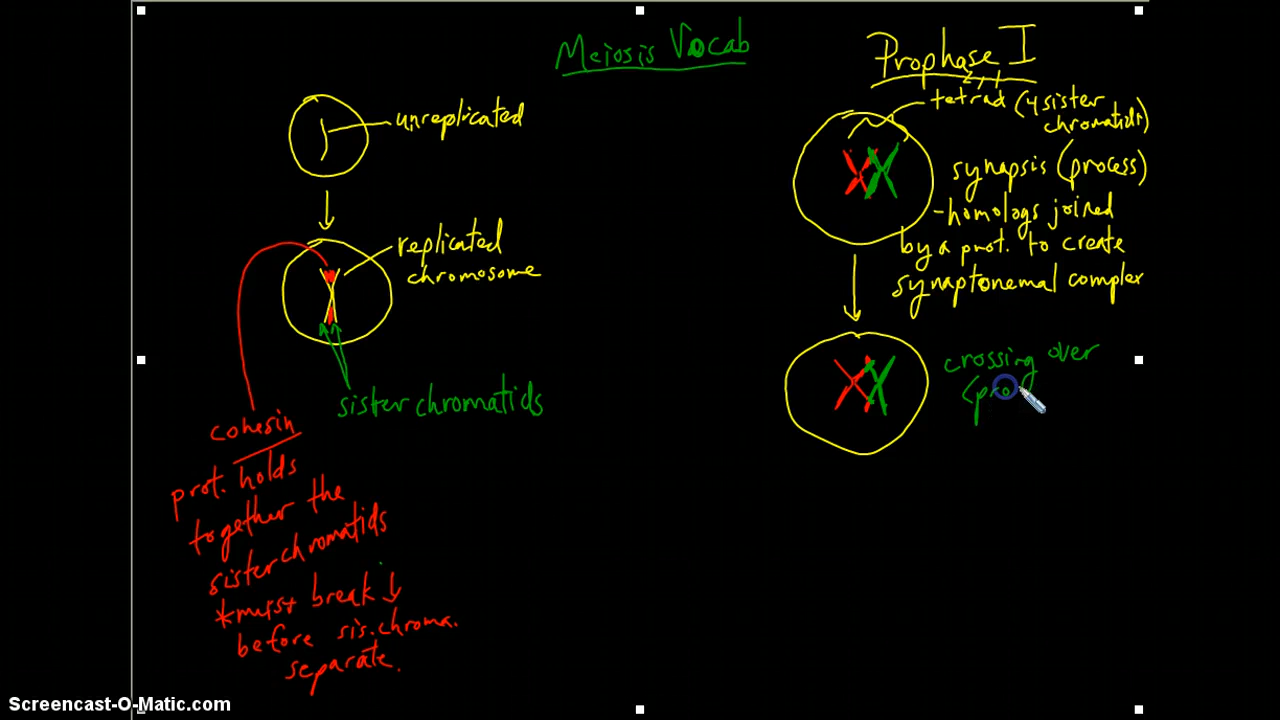 Meiosis Vocab
unreplicated
replicated
chromosome
sister chromatids
cohesin
prot. holds
together the
sister chromatids
*must break ↓
before sis.chroma.
separate.
Prophase I
tetrad (4 sister
chromatids)
synapsis (process)
-homologs joined
by a prot. to create
synaptonemal complex
crossing over
(pro
Screencast-O-Matic.com